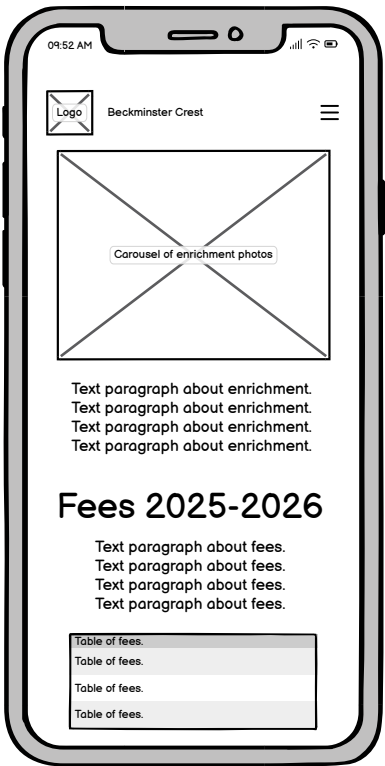 09:52 AM
Logo
Beckminster Crest
Carousel of enrichment photos
Text paragraph about enrichment.
Text paragraph about enrichment.
Text paragraph about enrichment.
Text paragraph about enrichment.
Fees 2025-2026
Text paragraph about fees.
Text paragraph about fees.
Text paragraph about fees.
Text paragraph about fees.
Table of fees.
Table of fees.
Table of fees.
Table of fees.